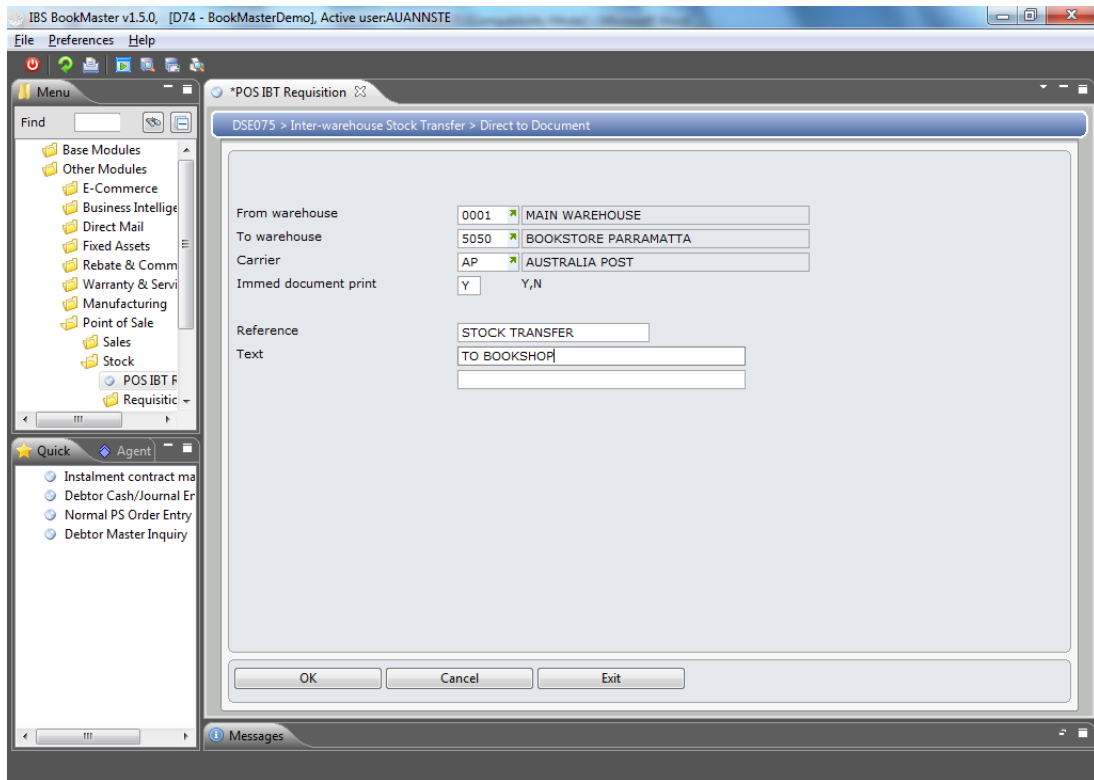 IBS BookMaster v1.5.0, [D74 - BookMasterDemo], Active user:AUANNSTE
File Preferences Help
Menu
*POS IBT Requisition
Find
DSE075 > Inter-warehouse Stock Transfer > Direct to Document
Base Modules
Other Modules
E-Commerce
Business Intellige
Direct Mail
Fixed Assets
Rebate & Comm
Warranty & Servi
Manufacturing
Point of Sale
Sales
Stock
POS IBT R
Requisitic
From warehouse 0001 MAIN WAREHOUSE
To warehouse 5050 BOOKSTORE PARRAMATTA
Carrier AP AUSTRALIA POST
Immed document print Y Y,N
Reference STOCK TRANSFER
Text TO BOOKSHOP
Quick Agent
Instalment contract ma
Debtor Cash/Journal Er
Normal PS Order Entry
Debtor Master Inquiry
OK Cancel Exit
Messages